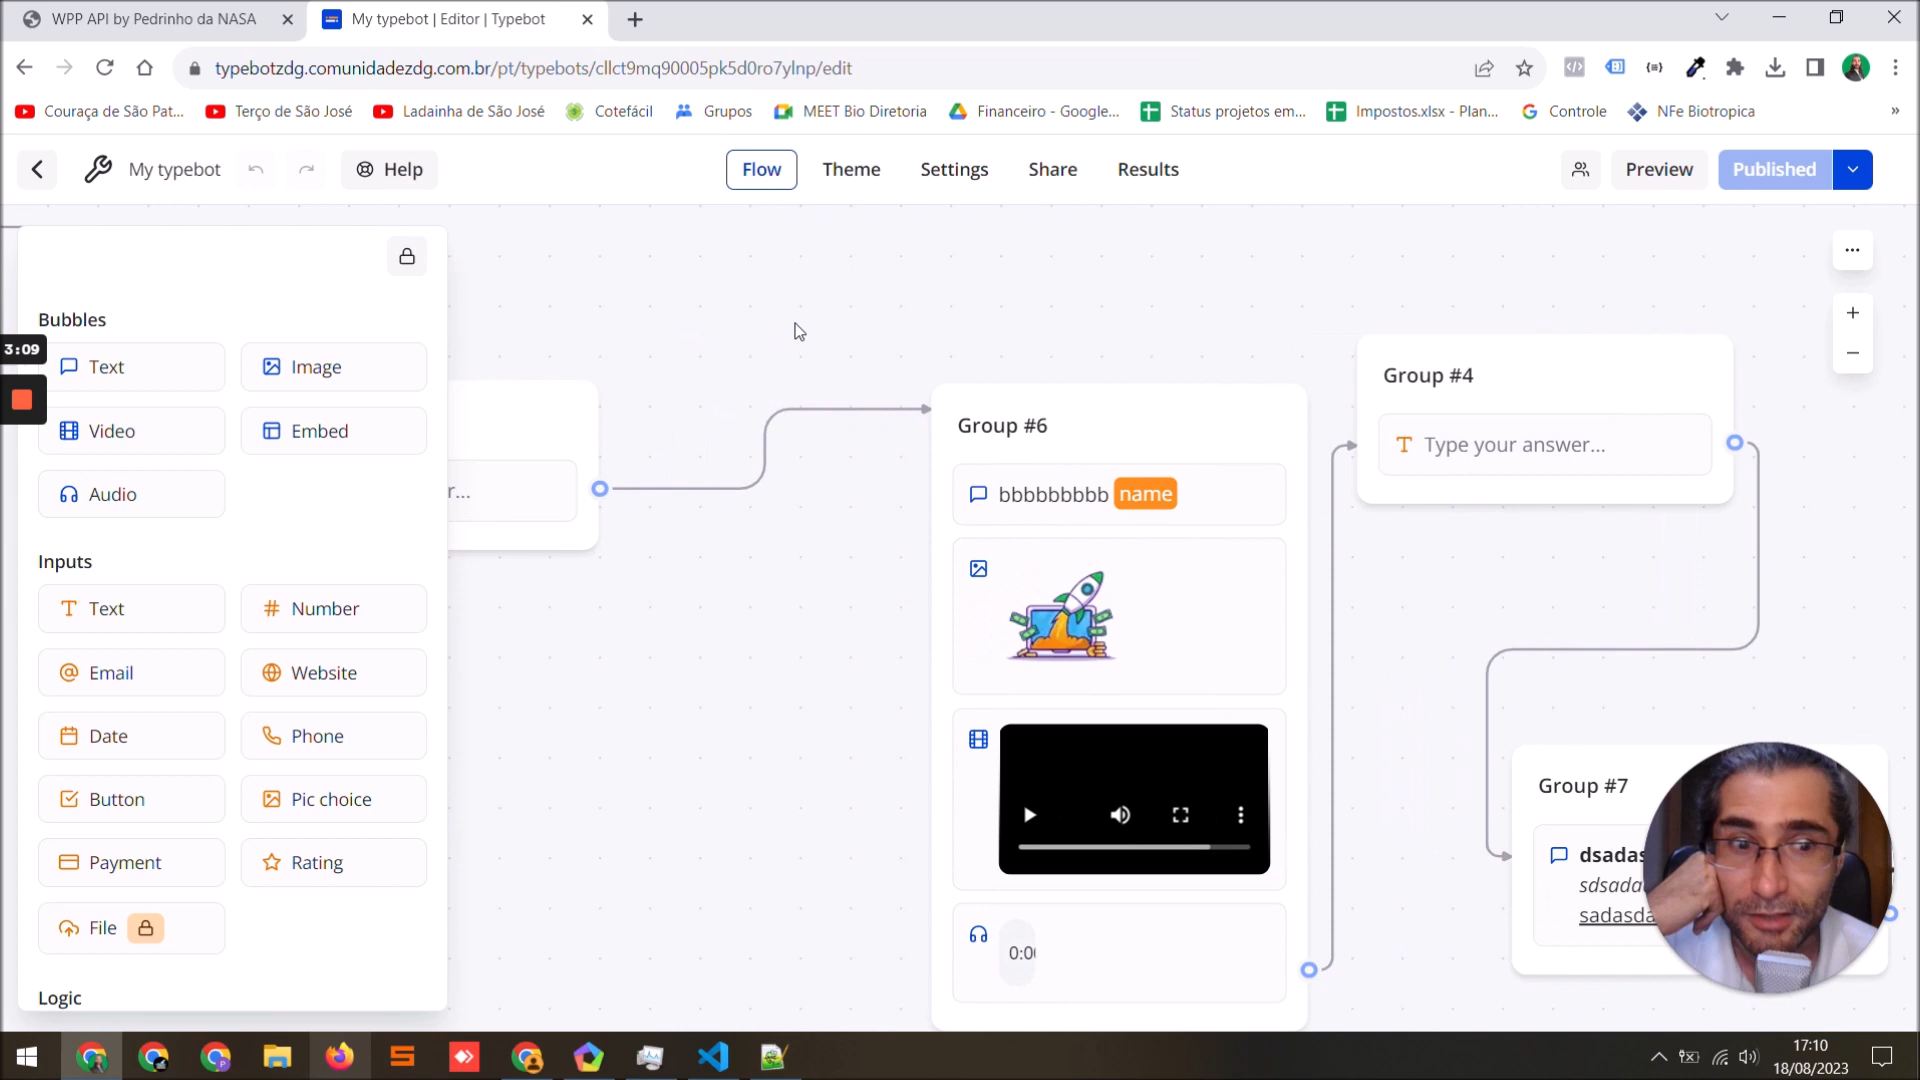 WPP API by Pedrinho da NASA
My typebot | Editor | Typebot
typebotzdg.comunidadezdg.com.br/pt/typebots/cllct9mq90005pk5d0ro7ylnp/edit
Couraça de São Pat...
Terço de São José
Ladainha de São José
Cotefácil
Grupos
MEET Bio Diretoria
Financeiro - Google...
Status projetos em...
Impostos.xlsx - Plan...
Controle
NFe Biotropica
»
My typebot
Help
Flow
Theme
Settings
Share
Results
Preview
Published
Bubbles
3:09
Text
Image
Video
Embed
Audio
Inputs
Text
Number
Email
Website
Date
Phone
Button
Pic choice
Payment
Rating
File
Logic
r...
Group #6
bbbbbbbbbb name
0:00
Group #4
Type your answer...
Group #7
dsadas
sdsada
sadasda
17:10
18/08/2023